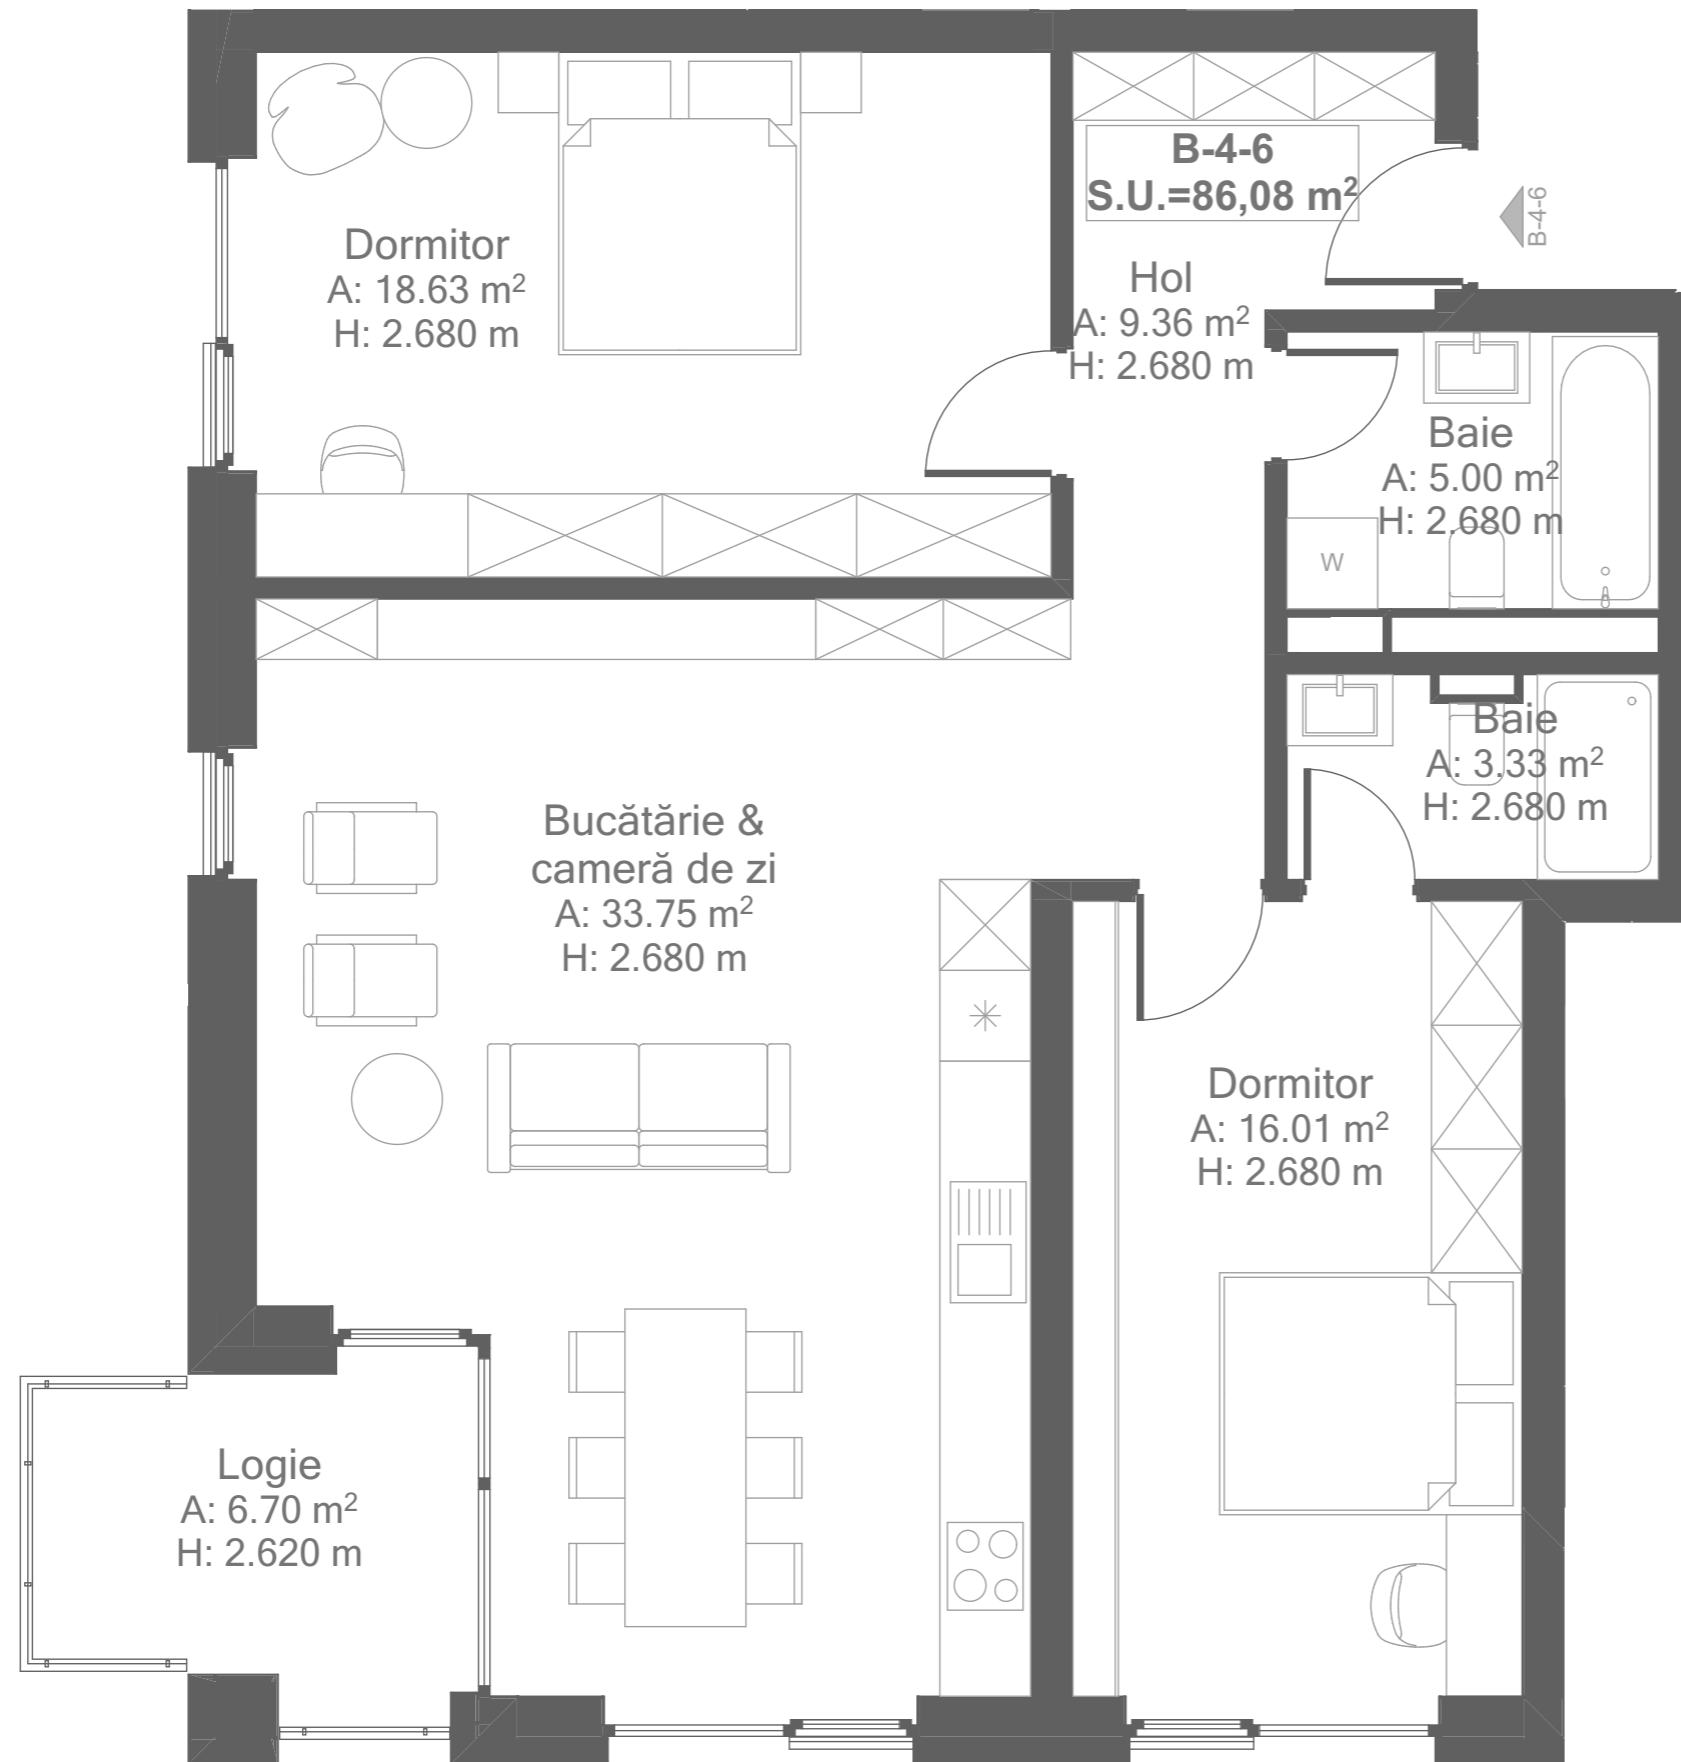 B-4-6
S.U.=86,08 m²
B-4-6
Dormitor
A: 18.63 m²
H: 2.680 m
Hol
A: 9.36 m²
H: 2.680 m
Baie
A: 5.00 m²
H: 2.680 m
W
Baie
A: 3.33 m²
H: 2.680 m
Bucătărie &
cameră de zi
A: 33.75 m²
H: 2.680 m
Dormitor
A: 16.01 m²
H: 2.680 m
Logie
A: 6.70 m²
H: 2.620 m